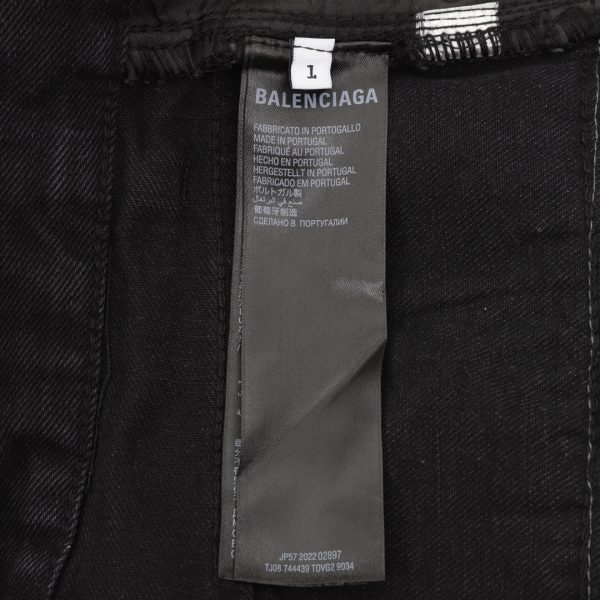 1
BALENCIAGA
FABBRICATO IN PORTOGALLO
MADE IN PORTUGAL
FABRIQUÉ AU PORTUGAL
HECHO EN PORTUGAL
HERGESTELLT IN PORTUGAL
FABRICADO EM PORTUGAL
ポルトガル製
صنع في البرتغال
葡萄牙制造
СДЕЛАНО В ПОРТУГАЛИИ
JP57 2022 02897
TJ08 744439 TOVG2 9034